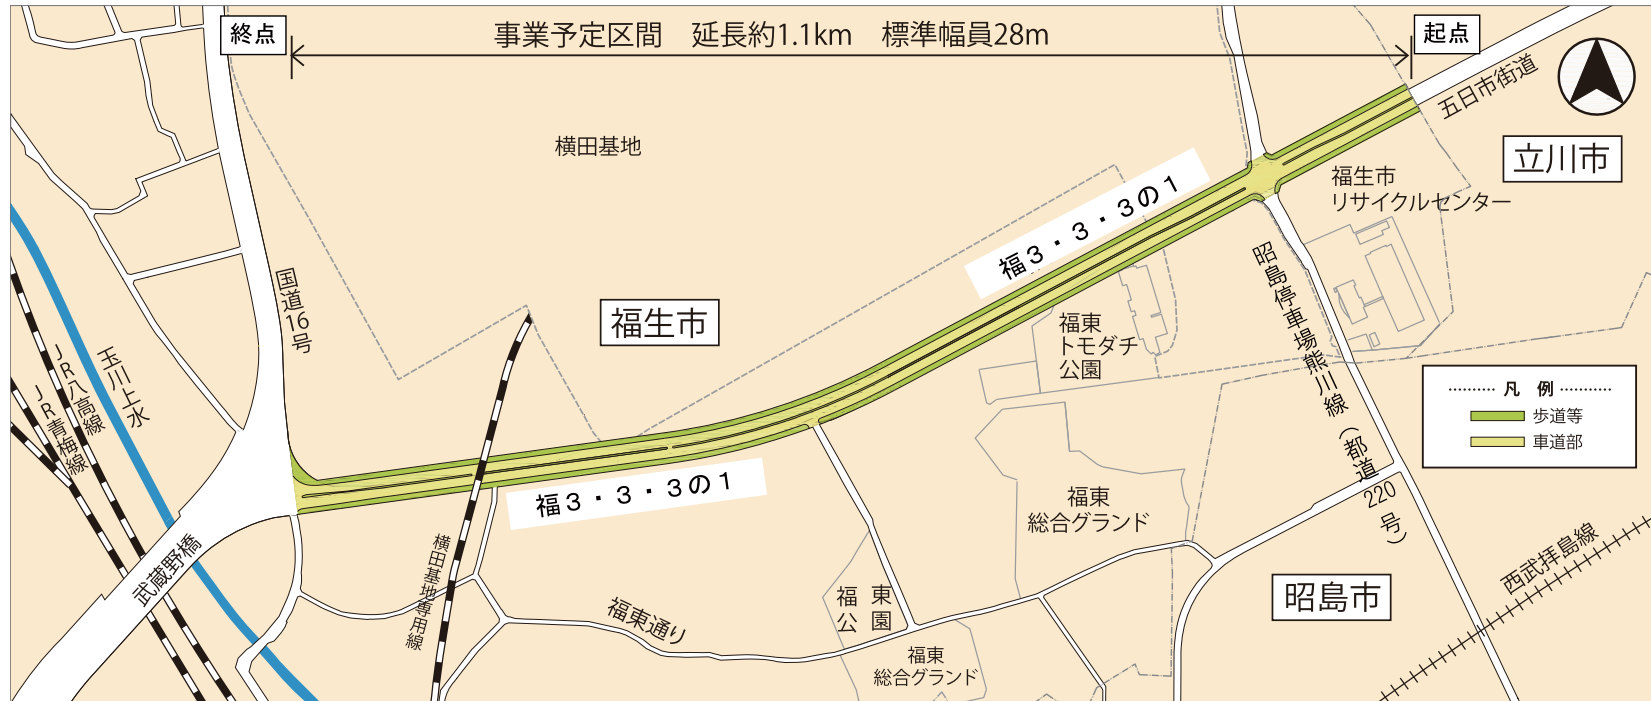 終点
事業予定区間　延長約1.1km　標準幅員28m
起点
五日市街道
立川市
横田基地
福生市
リサイクルセンター
福３・３・３の１
国道16号
福生市
昭島停車場熊川線（都道220号）
福東
トモダチ
公園
玉川上水
JR八高線
JR青梅線
凡　例
歩道等
車道部
福３・３・３の１
福東
総合グランド
武蔵野橋
横田基地専用線
福東通り
福東
公園
福東
総合グランド
昭島市
西武拝島線